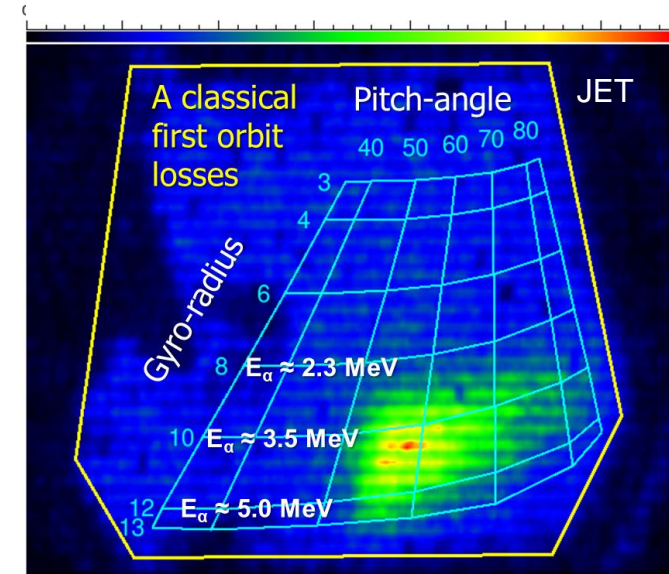 A classical
first orbit
losses
Pitch-angle
JET
40 50 60 70 80
3
4
Gyro-radius
6
8 Eα ≈ 2.3 MeV
10 Eα ≈ 3.5 MeV
12 Eα ≈ 5.0 MeV
13